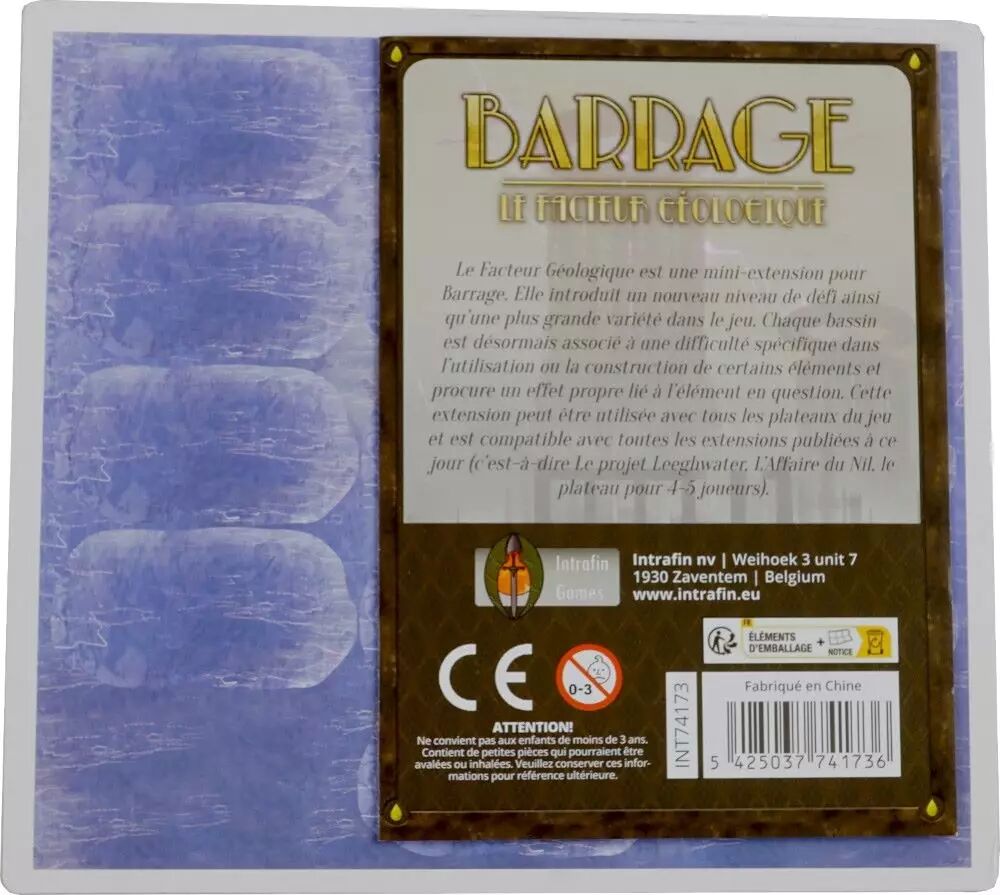 BARRAGE
LE FACTEUR GÉOLOGIQUE
Le Facteur Géologique est une mini-extension pour
Barrage. Elle introduit un nouveau niveau de défi ainsi
qu'une plus grande variété dans le jeu. Chaque bassin
est désormais associé à une difficulté spécifique dans
l'utilisation ou la construction de certains éléments et
procure un effet propre lié à l'élément en question. Cette
extension peut être utilisée avec tous les plateaux du jeu
et est compatible avec toutes les extensions publiées à ce
jour (c'est-à-dire Le projet Leeghwater, L'Affaire du Nil, le
plateau pour 4-5 joueurs).
Intrafin
Games
Intrafin nv | Weihoek 3 unit 7
1930 Zaventem | Belgium
www.intrafin.eu
FR
ÉLÉMENTS
D'EMBALLAGE
+
NOTICE
CE
0-3
ATTENTION!
Ne convient pas aux enfants de moins de 3 ans.
Contient de petites pièces qui pourraient être
avalées ou inhalées. Veuillez conserver ces infor-
mations pour référence ultérieure.
INT74173
Fabriqué en Chine
5 425037 741736